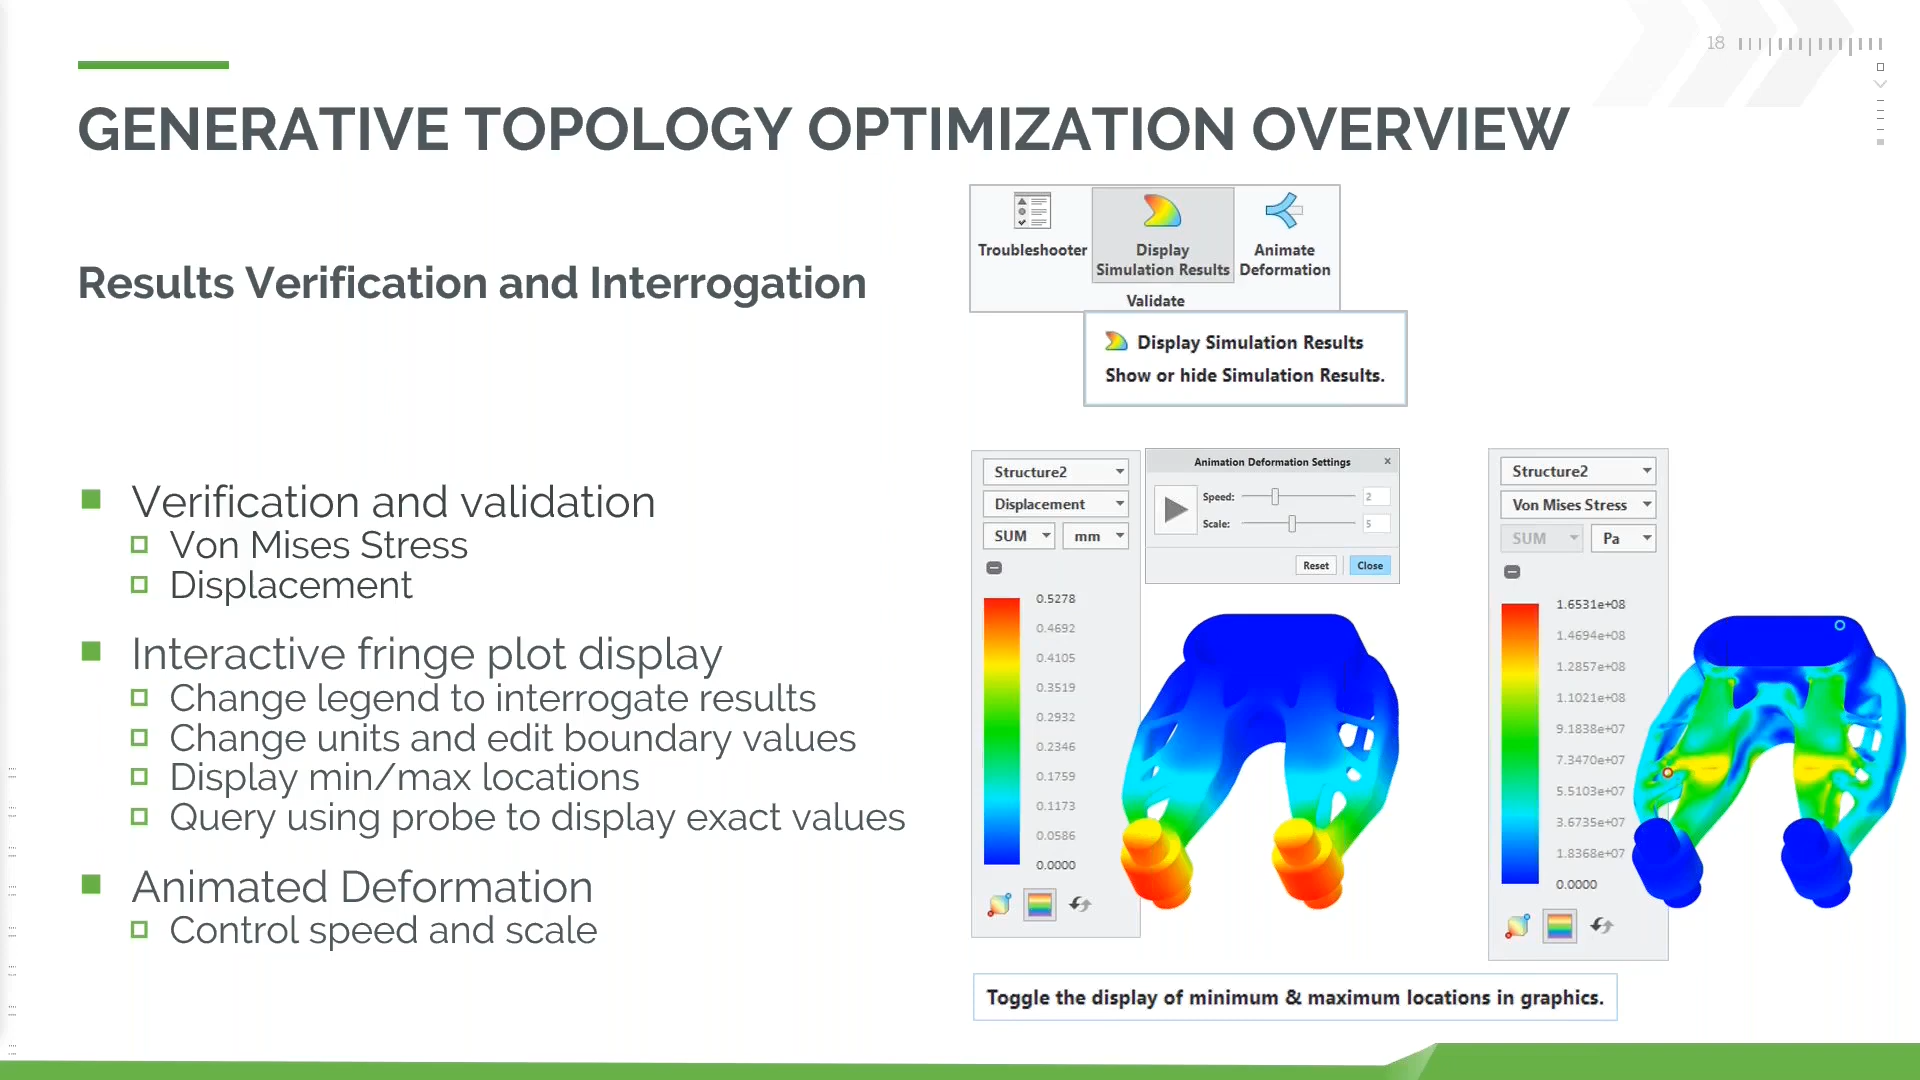 18
GENERATIVE TOPOLOGY OPTIMIZATION OVERVIEW
Results Verification and Interrogation
Verification and validation
Von Mises Stress
Displacement
Interactive fringe plot display
Change legend to interrogate results
Change units and edit boundary values
Display min/max locations
Query using probe to display exact values
Animated Deformation
Control speed and scale
Troubleshooter
Display
Simulation Results
Animate
Deformation
Validate
Display Simulation Results
Show or hide Simulation Results.
Structure2
Displacement
SUM mm
0.5278
0.4692
0.4105
0.3519
0.2932
0.2346
0.1759
0.1173
0.0586
0.0000
Animation Deformation Settings
Speed: 2
Scale: 5
Reset Close
Structure2
Von Mises Stress
SUM Pa
1.6531e+08
1.4694e+08
1.2857e+08
1.1021e+08
9.1838e+07
7.3470e+07
5.5103e+07
3.6735e+07
1.8368e+07
0.0000
Toggle the display of minimum & maximum locations in graphics.